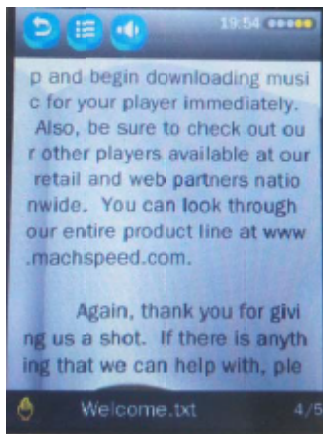 19:54
p and begin downloading musi
c for your player immediately.
Also, be sure to check out ou
r other players available at our
retail and web partners natio
nwide.  You can look through
our entire product line at www
.machspeed.com.
Again, thank you for givi
ng us a shot.  If there is anyth
ing that we can help with, ple
Welcome.txt 4/5